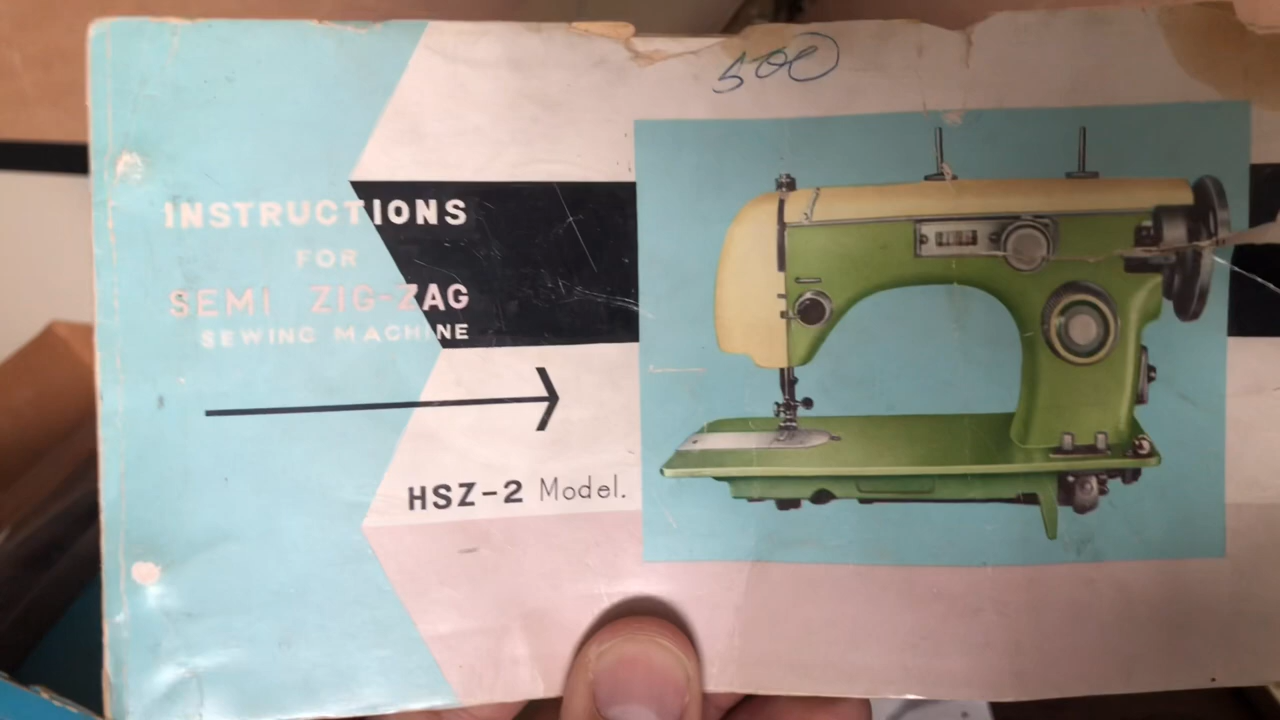 500
INSTRUCTIONS
FOR
SEMI ZIG-ZAG
SEWING MACHINE
HSZ-2 Model.